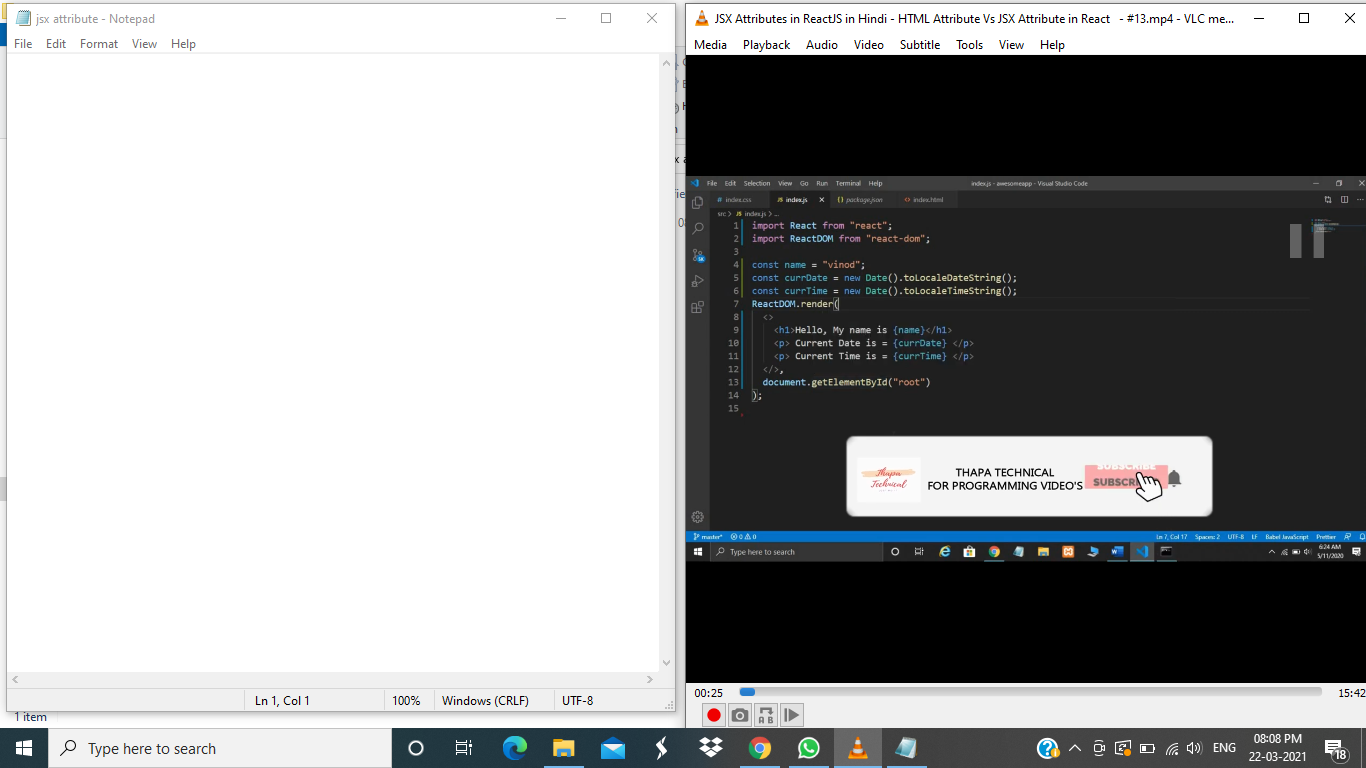 jsx attribute - Notepad
File Edit Format View Help
Ln 1, Col 1 100% Windows (CRLF) UTF-8
1 item
JSX Attributes in ReactJS in Hindi - HTML Attribute Vs JSX Attribute in React - #13.mp4 - VLC me...
Media Playback Audio Video Subtitle Tools View Help
File Edit Selection View Go Run Terminal Help index.js - awesomeapp - Visual Studio Code
# index.css JS index.js {} package.json <> index.html
src > JS index.js > ...
1 import React from "react";
2 import ReactDOM from "react-dom";
3
4 const name = "vinod";
5 const currDate = new Date().toLocaleDateString();
6 const currTime = new Date().toLocaleTimeString();
7 ReactDOM.render(
8 <>
9 <h1>Hello, My name is {name}</h1>
10 <p> Current Date is = {currDate} </p>
11 <p> Current Time is = {currTime} </p>
12 </>,
13 document.getElementById("root")
14 );
15
Thapa
Technical
THAPA TECHNICAL
FOR PROGRAMMING VIDEO'S
SUBSCRIBE
master* 0 0 Ln 7, Col 17 Spaces: 2 UTF-8 LF Babel JavaScript Prettier
Type here to search
6:24 AM
5/11/2020
00:25 15:42
A B
Type here to search
ENG
08:08 PM
22-03-2021
18